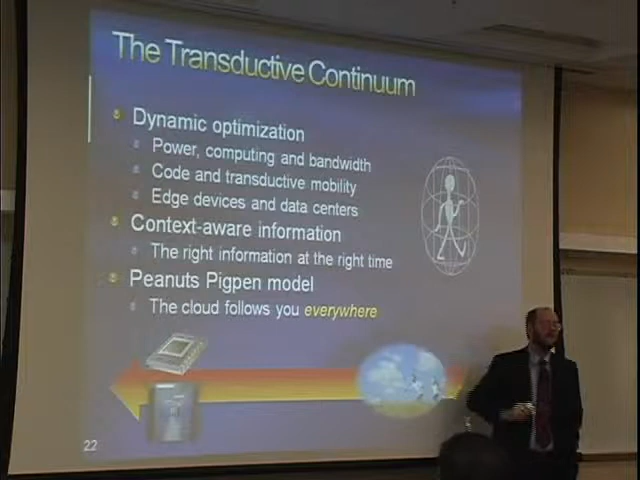 The Transductive Continuum
Dynamic optimization
Power, computing and bandwidth
Code and transductive mobility
Edge devices and data centers
Context-aware information
The right information at the right time
Peanuts Pigpen model
The cloud follows you everywhere
22